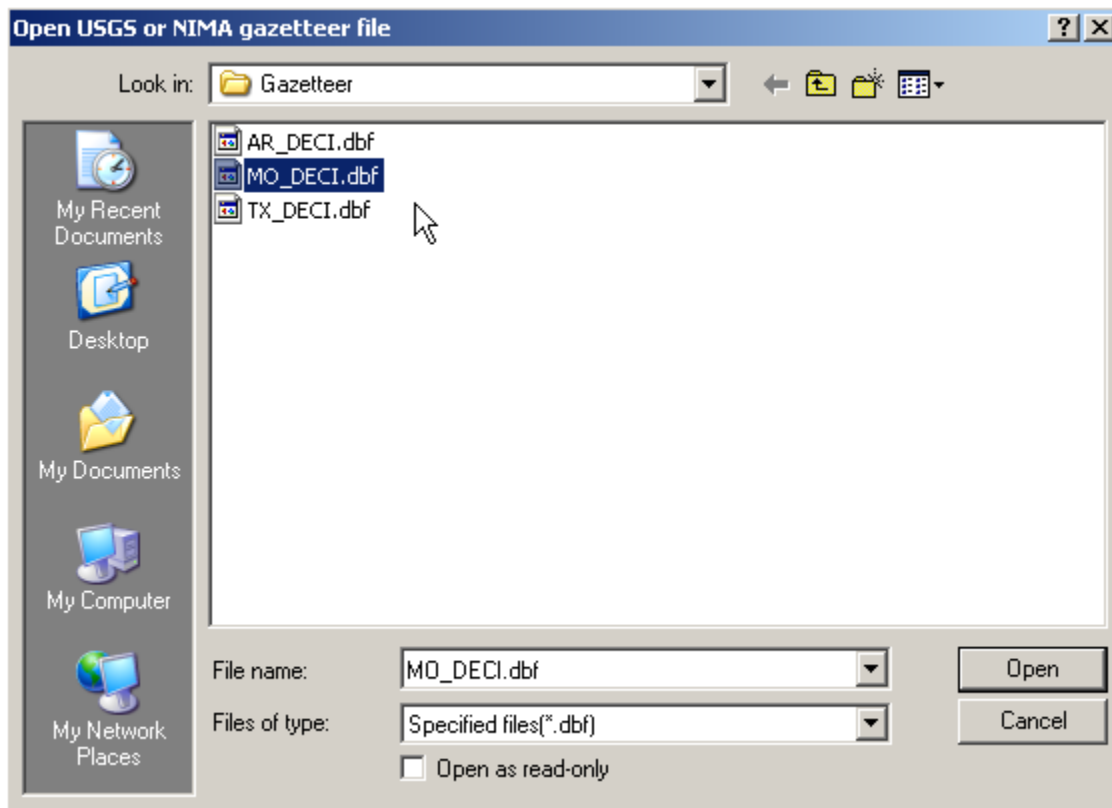 Open USGS or NIMA gazetteer file
Look in:
Gazetteer
My Recent
Documents
Desktop
My Documents
My Computer
My Network
Places
AR_DECI.dbf
MO_DECI.dbf
TX_DECI.dbf
File name:
MO_DECI.dbf
Open
Files of type:
Specified files(*.dbf)
Cancel
Open as read-only